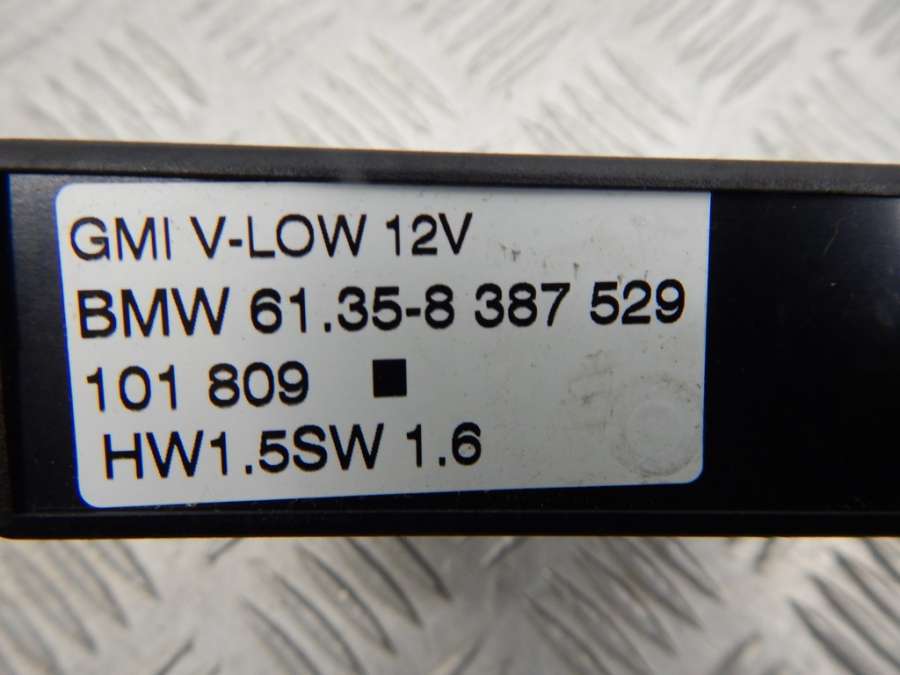 GMI V-LOW 12V
BMW 61.35-8 387 529
101 809 ■
HW1.5SW 1.6